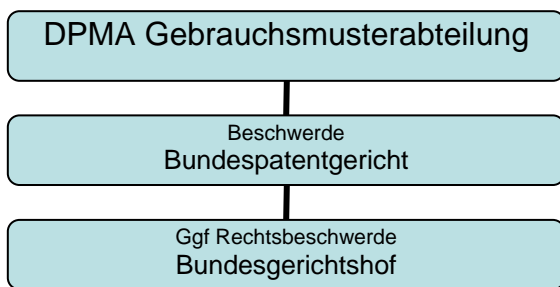 DPMA Gebrauchsmusterabteilung
Beschwerde
Bundespatentgericht
Ggf Rechtsbeschwerde
Bundesgerichtshof